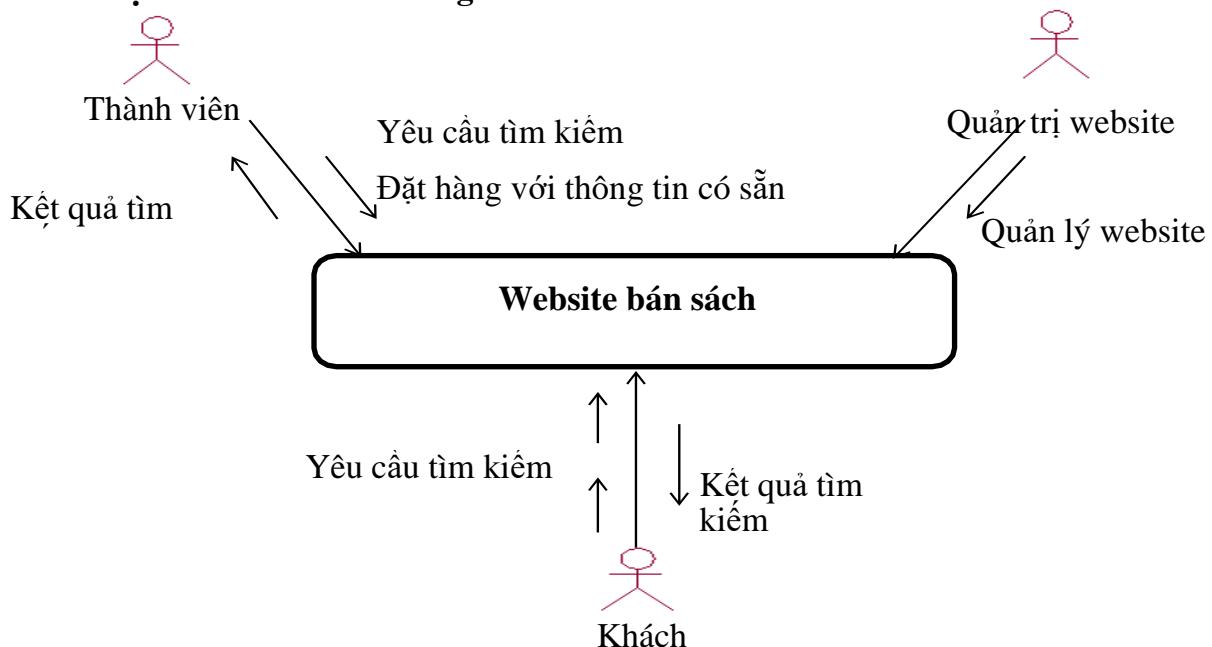 Thành viên
Quản trị website
Yêu cầu tìm kiếm
Đặt hàng với thông tin có sẵn
Kết quả tìm
Quản lý website
Website bán sách
Yêu cầu tìm kiếm
Kết quả tìm
kiếm
Khách